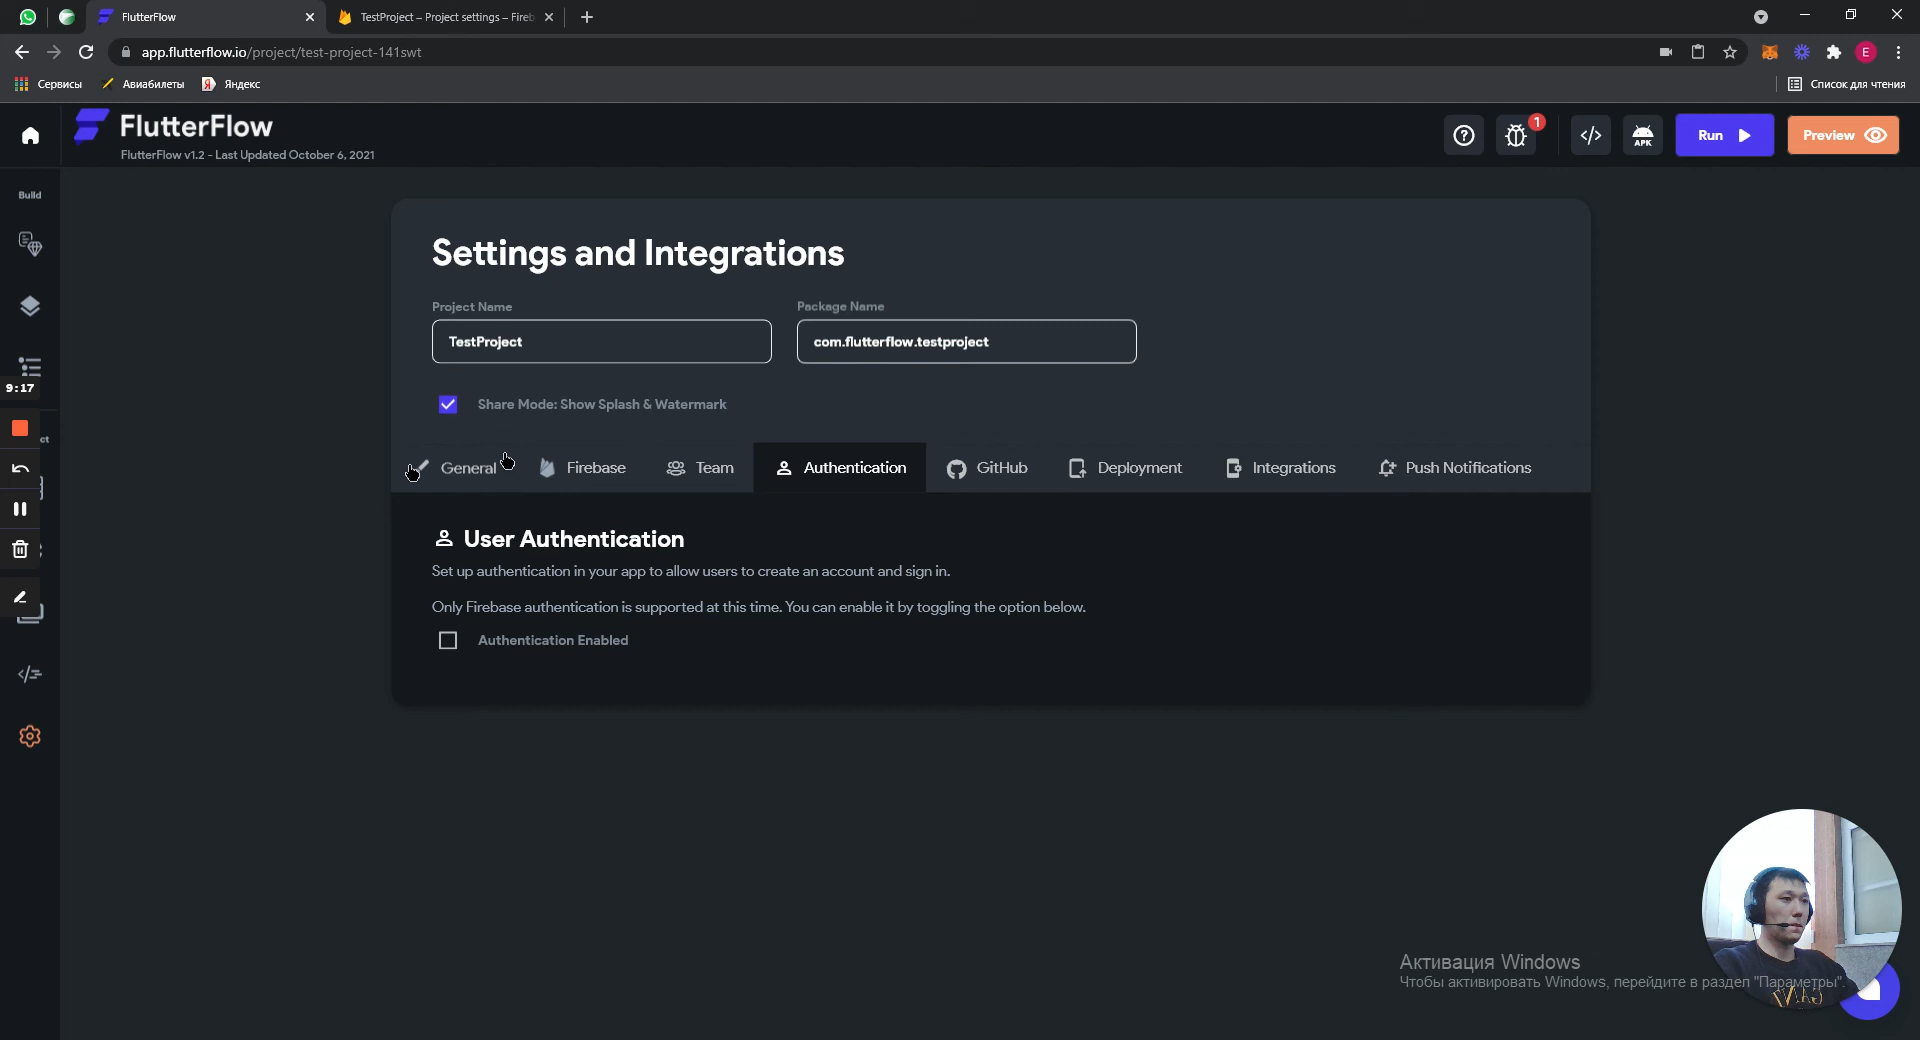 FlutterFlow
TestProject – Project settings – Fireb
app.flutterflow.io/project/test-project-141swt
E
Сервисы
Авиабилеты
Я Яндекс
Список для чтения
FlutterFlow
FlutterFlow v1.2 - Last Updated October 6, 2021
1
APK
Run
Preview
Build
Settings and Integrations
Project Name
Package Name
TestProject
com.flutterflow.testproject
Share Mode: Show Splash & Watermark
9:17
ct
General
Firebase
Team
Authentication
GitHub
Deployment
Integrations
Push Notifications
User Authentication
Set up authentication in your app to allow users to create an account and sign in.
Only Firebase authentication is supported at this time. You can enable it by toggling the option below.
Authentication Enabled
Активация Windows
Чтобы активировать Windows, перейдите в раздел "Параметры".